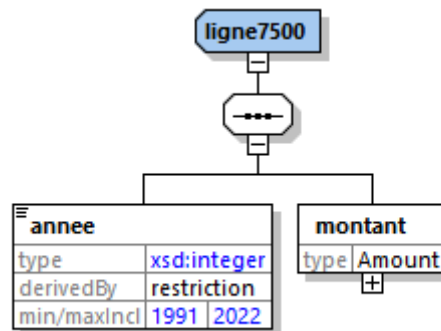 ligne7500
annee
type xsd:integer
derivedBy restriction
min/maxIncl 1991 2022
montant
type Amount